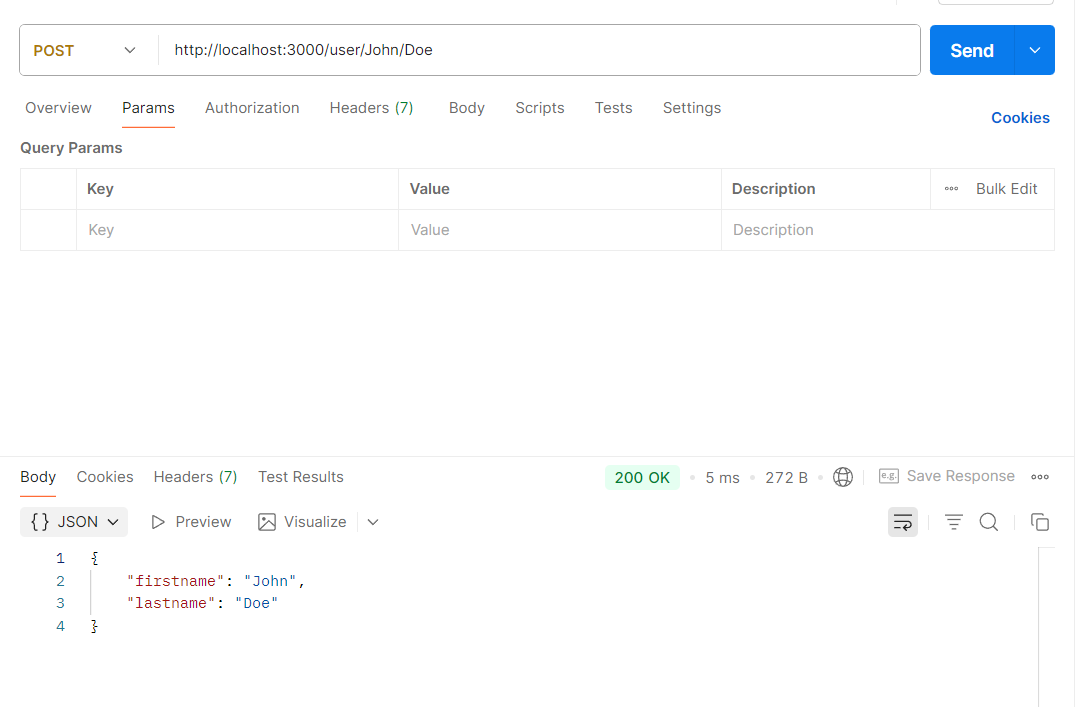 POST http://localhost:3000/user/John/Doe Send
Overview Params Authorization Headers (7) Body Scripts Tests Settings Cookies
Query Params
Key Value Description Bulk Edit
Key Value Description
Body Cookies Headers (7) Test Results 200 OK 5 ms 272 B e.g. Save Response
{} JSON Preview Visualize
1 {
2 "firstname": "John",
3 "lastname": "Doe"
4 }